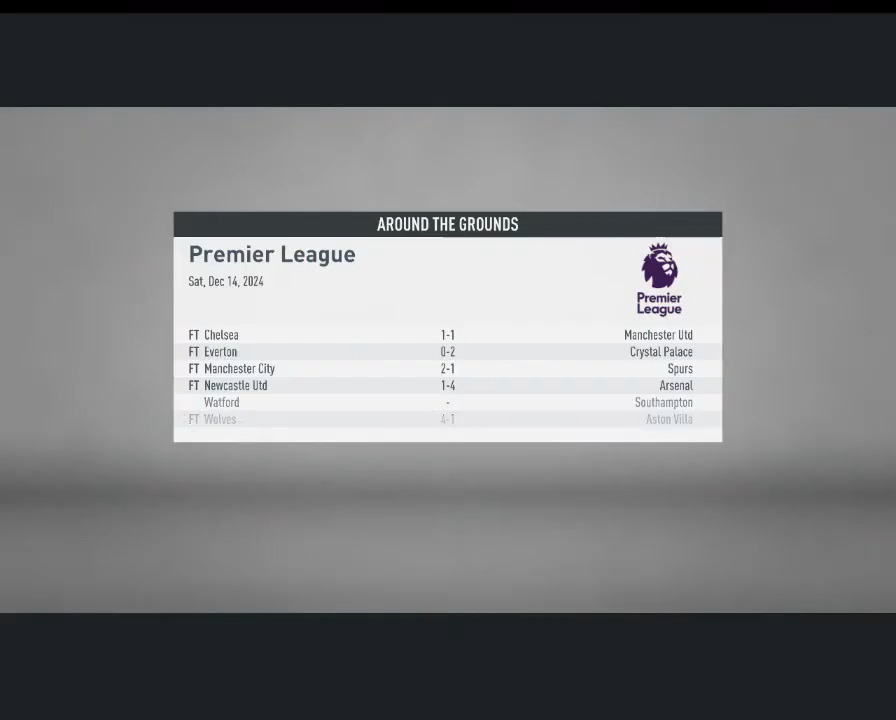 AROUND THE GROUNDS
Premier League
Sat, Dec 14, 2024
Premier
League
FT Chelsea 1-1 Manchester Utd
FT Everton 0-2 Crystal Palace
FT Manchester City 2-1 Spurs
FT Newcastle Utd 1-4 Arsenal
Watford - Southampton
FT Wolves 4-1 Aston Villa